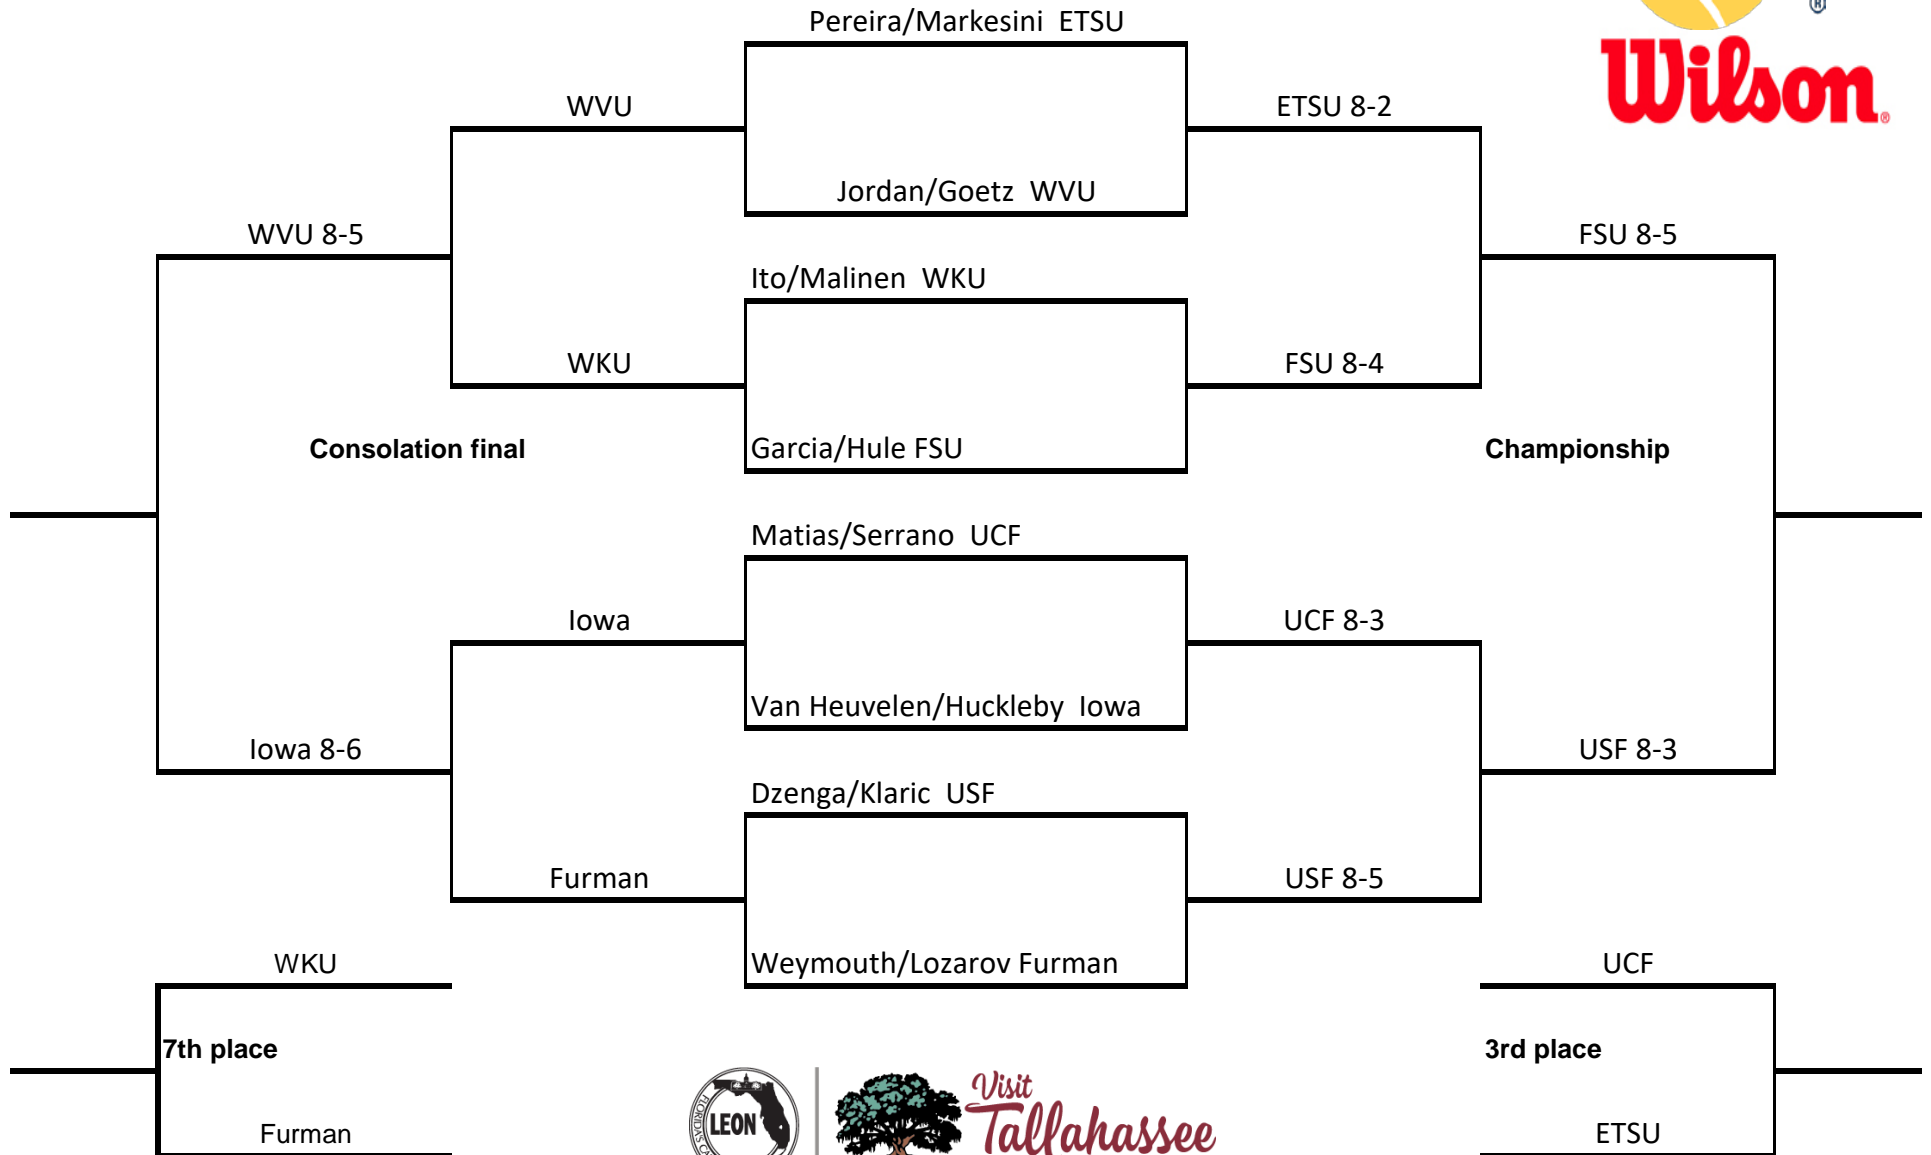 Pereira/Markesini  ETSU
®
Wilson®
WVU
ETSU 8-2
Jordan/Goetz  WVU
WVU 8-5
FSU 8-5
Ito/Malinen  WKU
WKU
FSU 8-4
Consolation final
Garcia/Hule FSU
Championship
Matias/Serrano  UCF
Iowa
UCF 8-3
Van Heuvelen/Huckleby  Iowa
Iowa 8-6
USF 8-3
Dzenga/Klaric  USF
Furman
USF 8-5
WKU
Weymouth/Lozarov Furman
UCF
7th place
3rd place
LEON
Visit
Tallahassee
Furman
ETSU